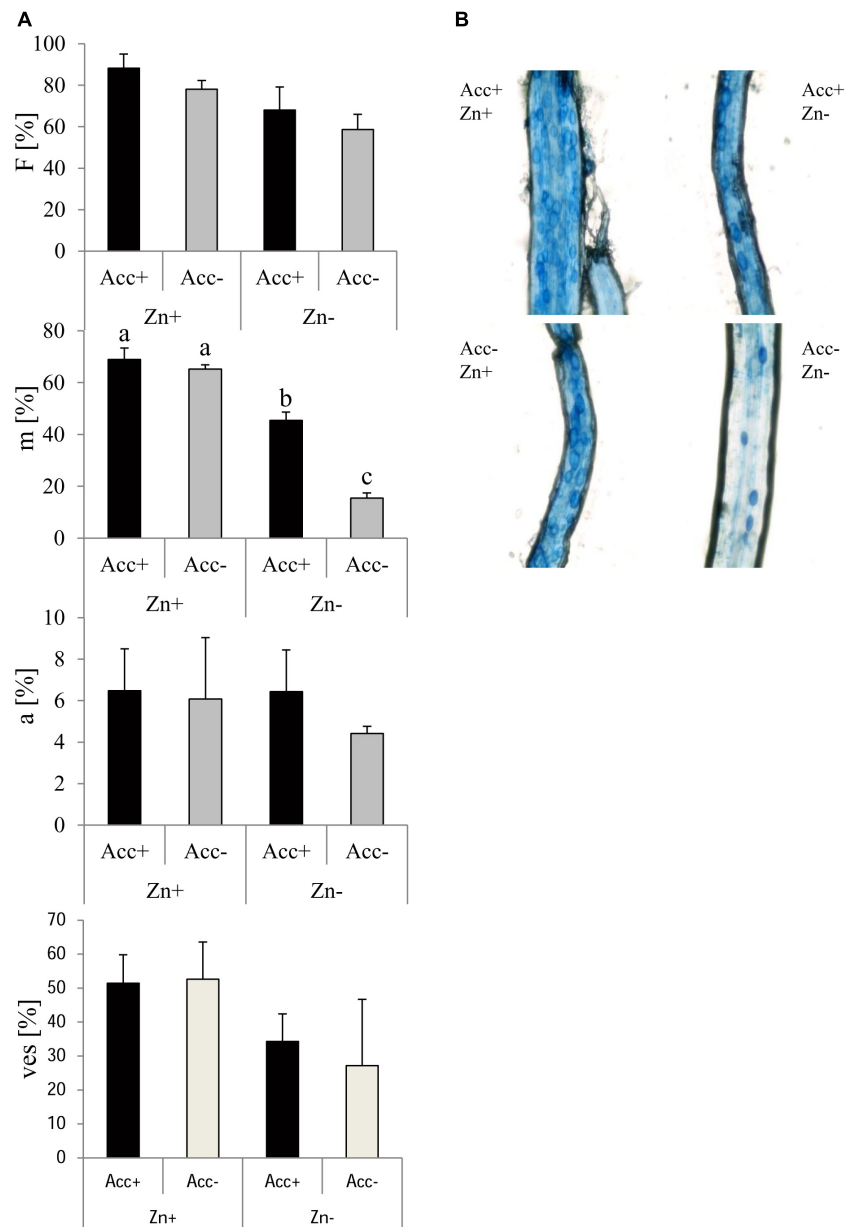 A
F [%]
100
80
60
40
20
0
Acc+ Acc- Acc+ Acc-
Zn+ Zn-
m [%]
80
60
40
20
0
a a b c
Acc+ Acc- Acc+ Acc-
Zn+ Zn-
a [%]
10
8
6
4
2
0
Acc+ Acc- Acc+ Acc-
Zn+ Zn-
ves [%]
70
60
50
40
30
20
10
0
Acc+ Acc- Acc+ Acc-
Zn+ Zn-
B
Acc+
Zn+
Acc+
Zn-
Acc-
Zn+
Acc-
Zn-